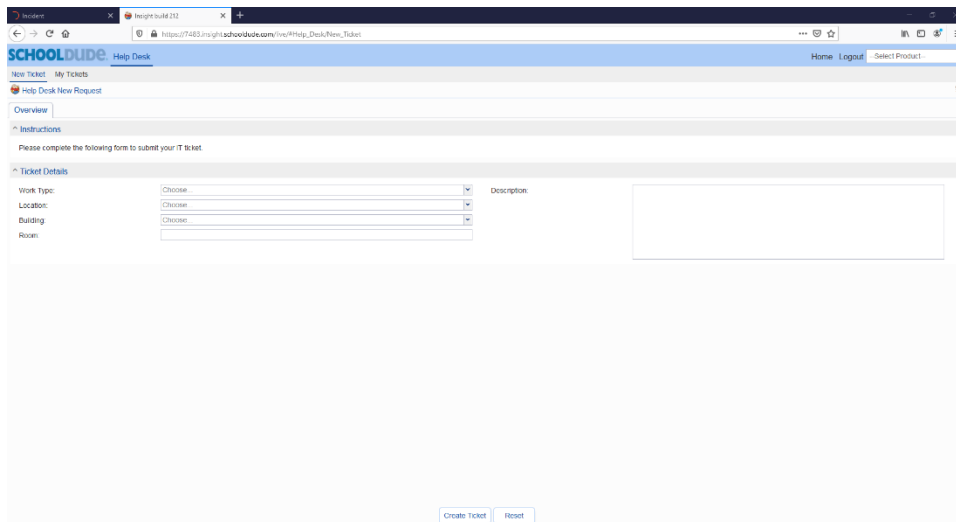 Incident
Insight build 212
https://7483.insight.schooldude.com/live/#Help_Desk/New_Ticket
SCHOOLDUDE. Help Desk Home Logout --Select Product--
New Ticket My Tickets
Help Desk New Request
Overview
Instructions
Please complete the following form to submit your IT ticket.
Ticket Details
Work Type: Choose... Description:
Location: Choose...
Building: Choose...
Room:
Create Ticket Reset